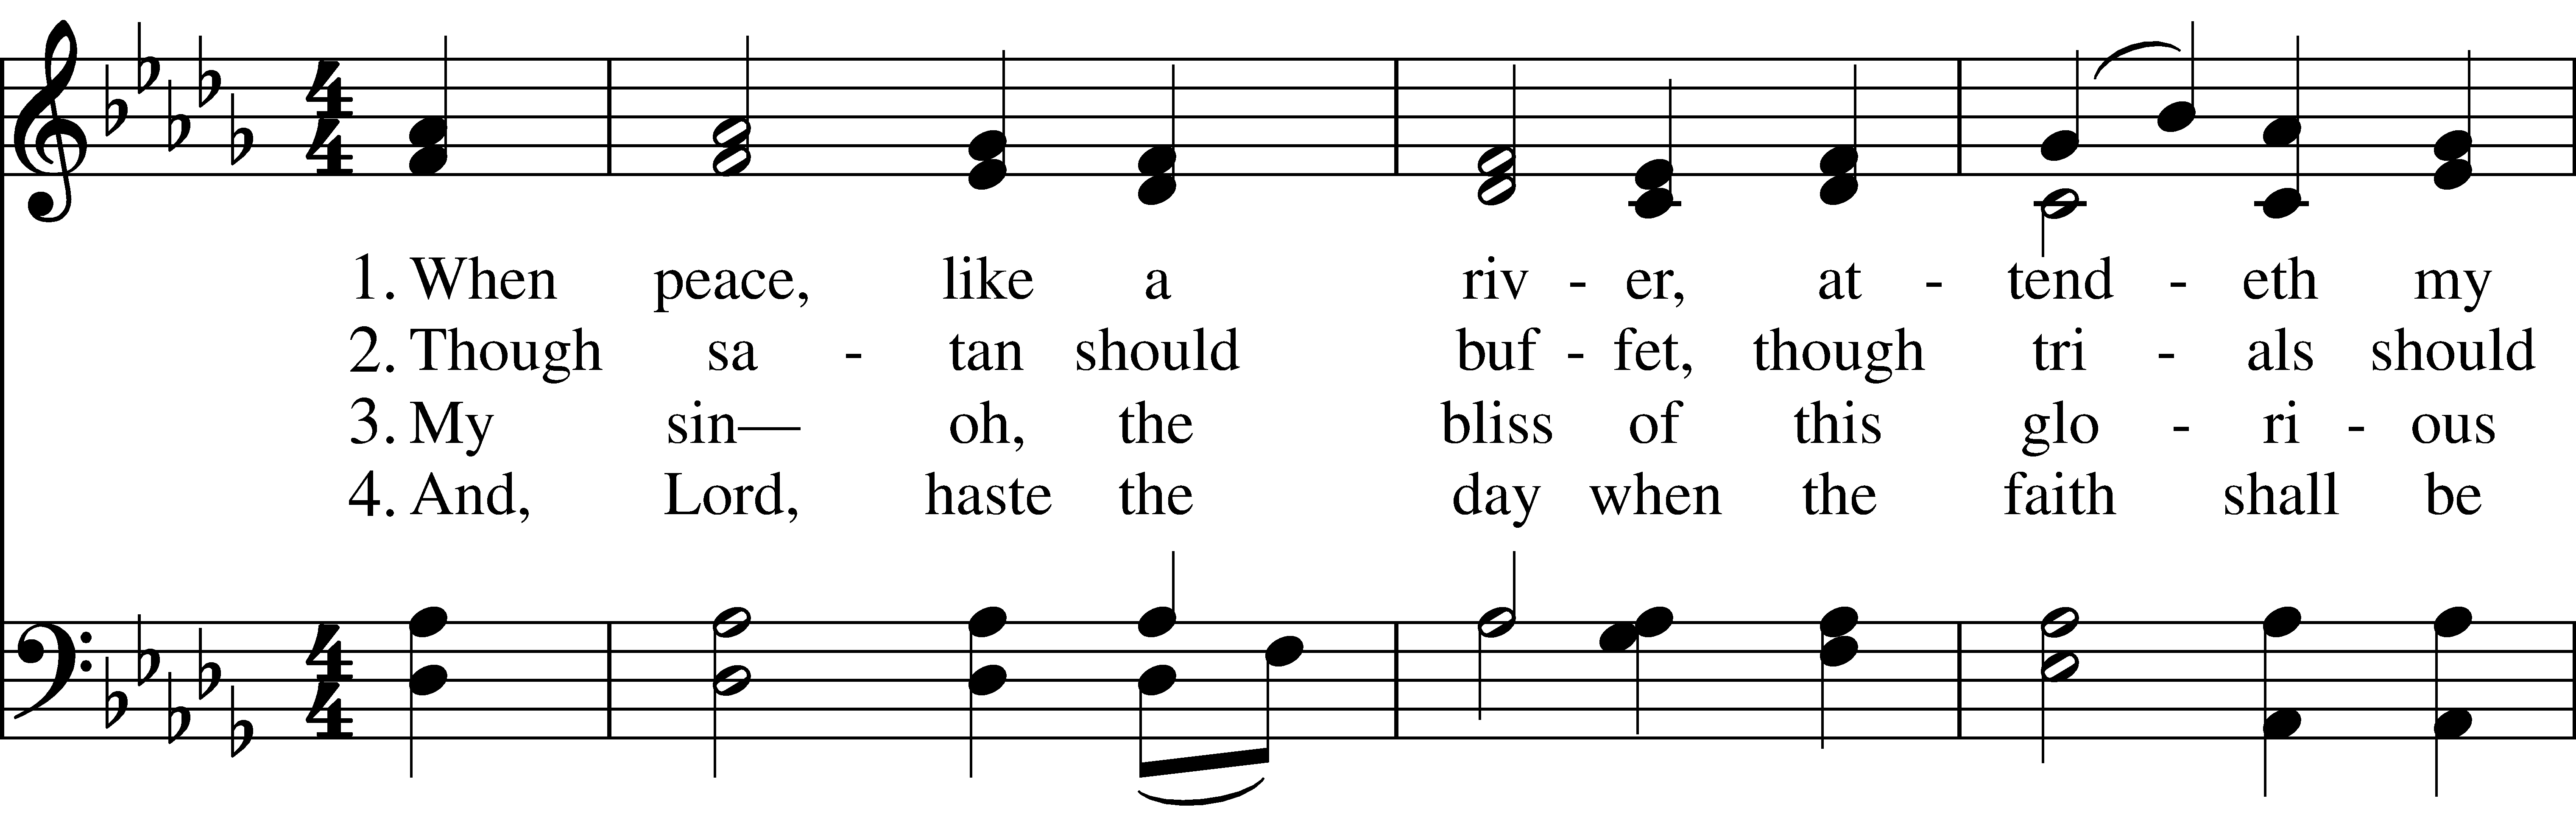 1. When peace, like a riv - er, at - tend - eth my
2. Though sa - tan should buf - fet, though tri - als should
3. My sin— oh, the bliss of this glo - ri - ous
4. And, Lord, haste the day when the faith shall be